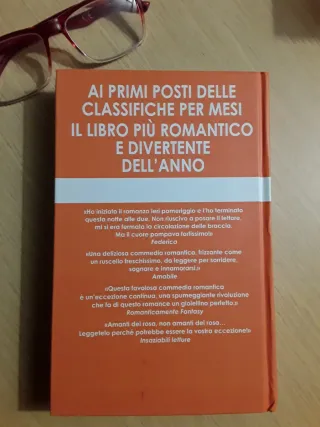 AI PRIMI POSTI DELLE
CLASSIFICHE PER MESI
IL LIBRO PIÙ ROMANTICO
E DIVERTENTE
DELL'ANNO
«Ho iniziato il romanzo ieri pomeriggio e l'ho terminato
questa notte alle due. Non riuscivo a posare il lettore,
mi si era fermata la circolazione delle braccia.
Ma il cuore pompava tantissimo!»
Federica
«Una deliziosa commedia romantica, frizzante come
un ruscello freschissimo, da leggere per sorridere,
sognare e innamorarsi.»
Amabile
«Questa favolosa commedia romantica
è un'eccezione continua, una spumeggiante rivoluzione
che fa di questo romance un gioiellino perfetto.»
Romanticamente Fantasy
«Amanti del rosa, non amanti del rosa...
Leggetelo perché potrebbe essere la vostra eccezione!»
Insaziabili letture